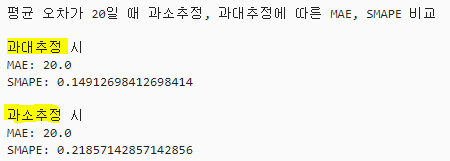 평균 오차가 20일 때 과소추정, 과대추정에 따른 MAE, SMAPE 비교
과대추정 시
MAE: 20.0
SMAPE: 0.14912698412698414
과소추정 시
MAE: 20.0
SMAPE: 0.21857142857142856